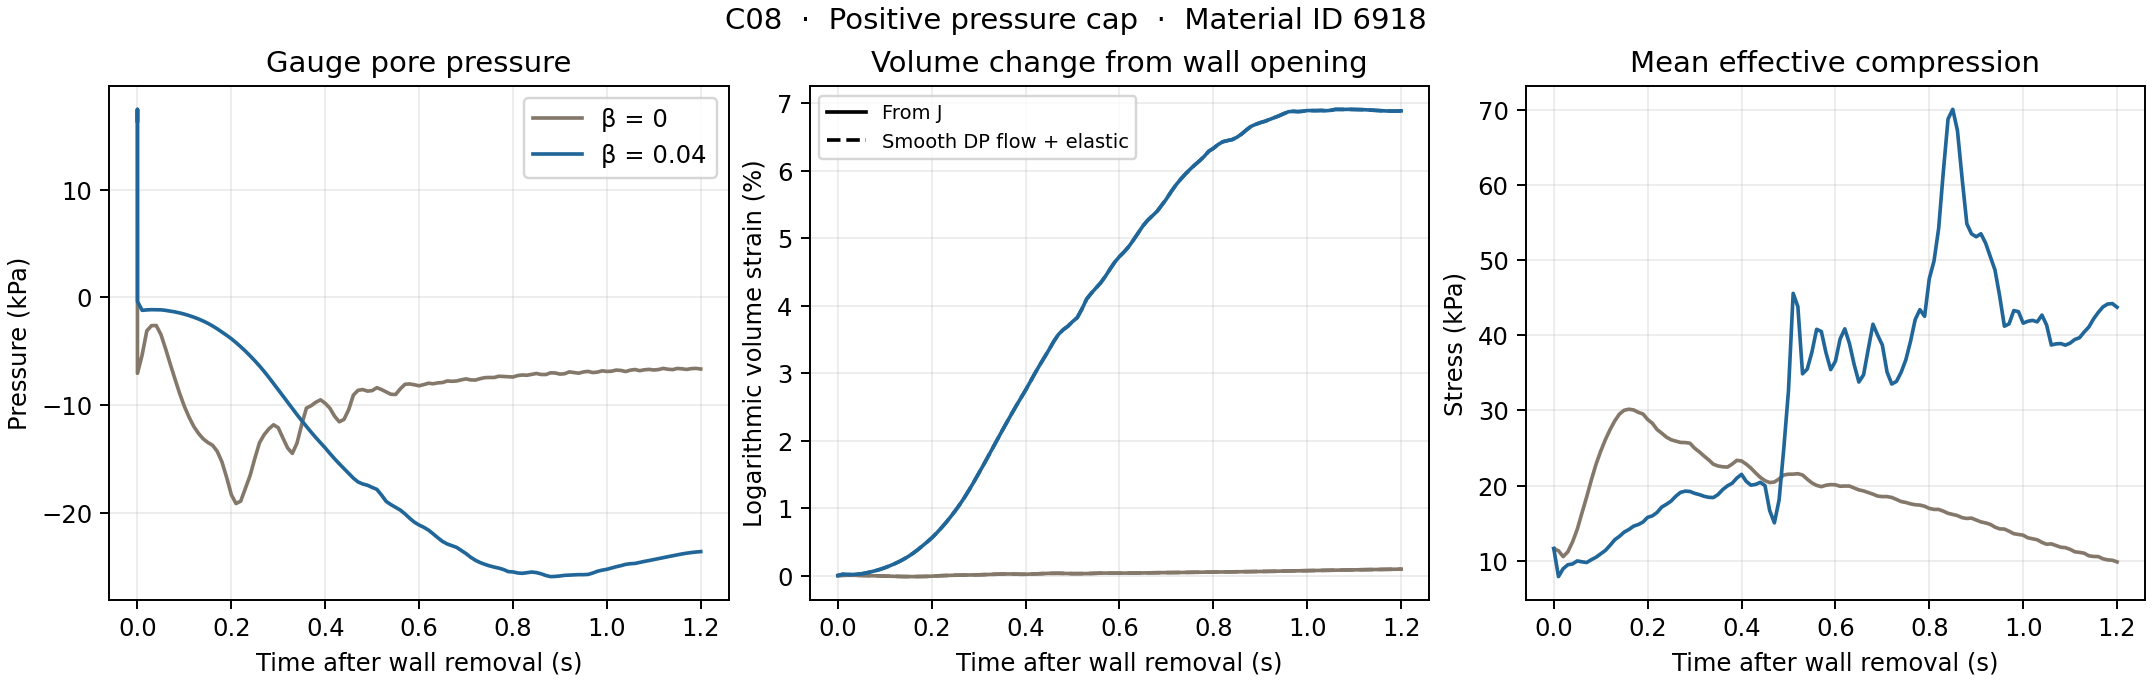 C08 · Positive pressure cap · Material ID 6918
Gauge pore pressure
Pressure (kPa)
10
0
−10
−20
β = 0
β = 0.04
0.0 0.2 0.4 0.6 0.8 1.0 1.2
Time after wall removal (s)
Volume change from wall opening
Logarithmic volume strain (%)
7
6
5
4
3
2
1
0
From J
Smooth DP flow + elastic
0.0 0.2 0.4 0.6 0.8 1.0 1.2
Time after wall removal (s)
Mean effective compression
Stress (kPa)
70
60
50
40
30
20
10
0.0 0.2 0.4 0.6 0.8 1.0 1.2
Time after wall removal (s)